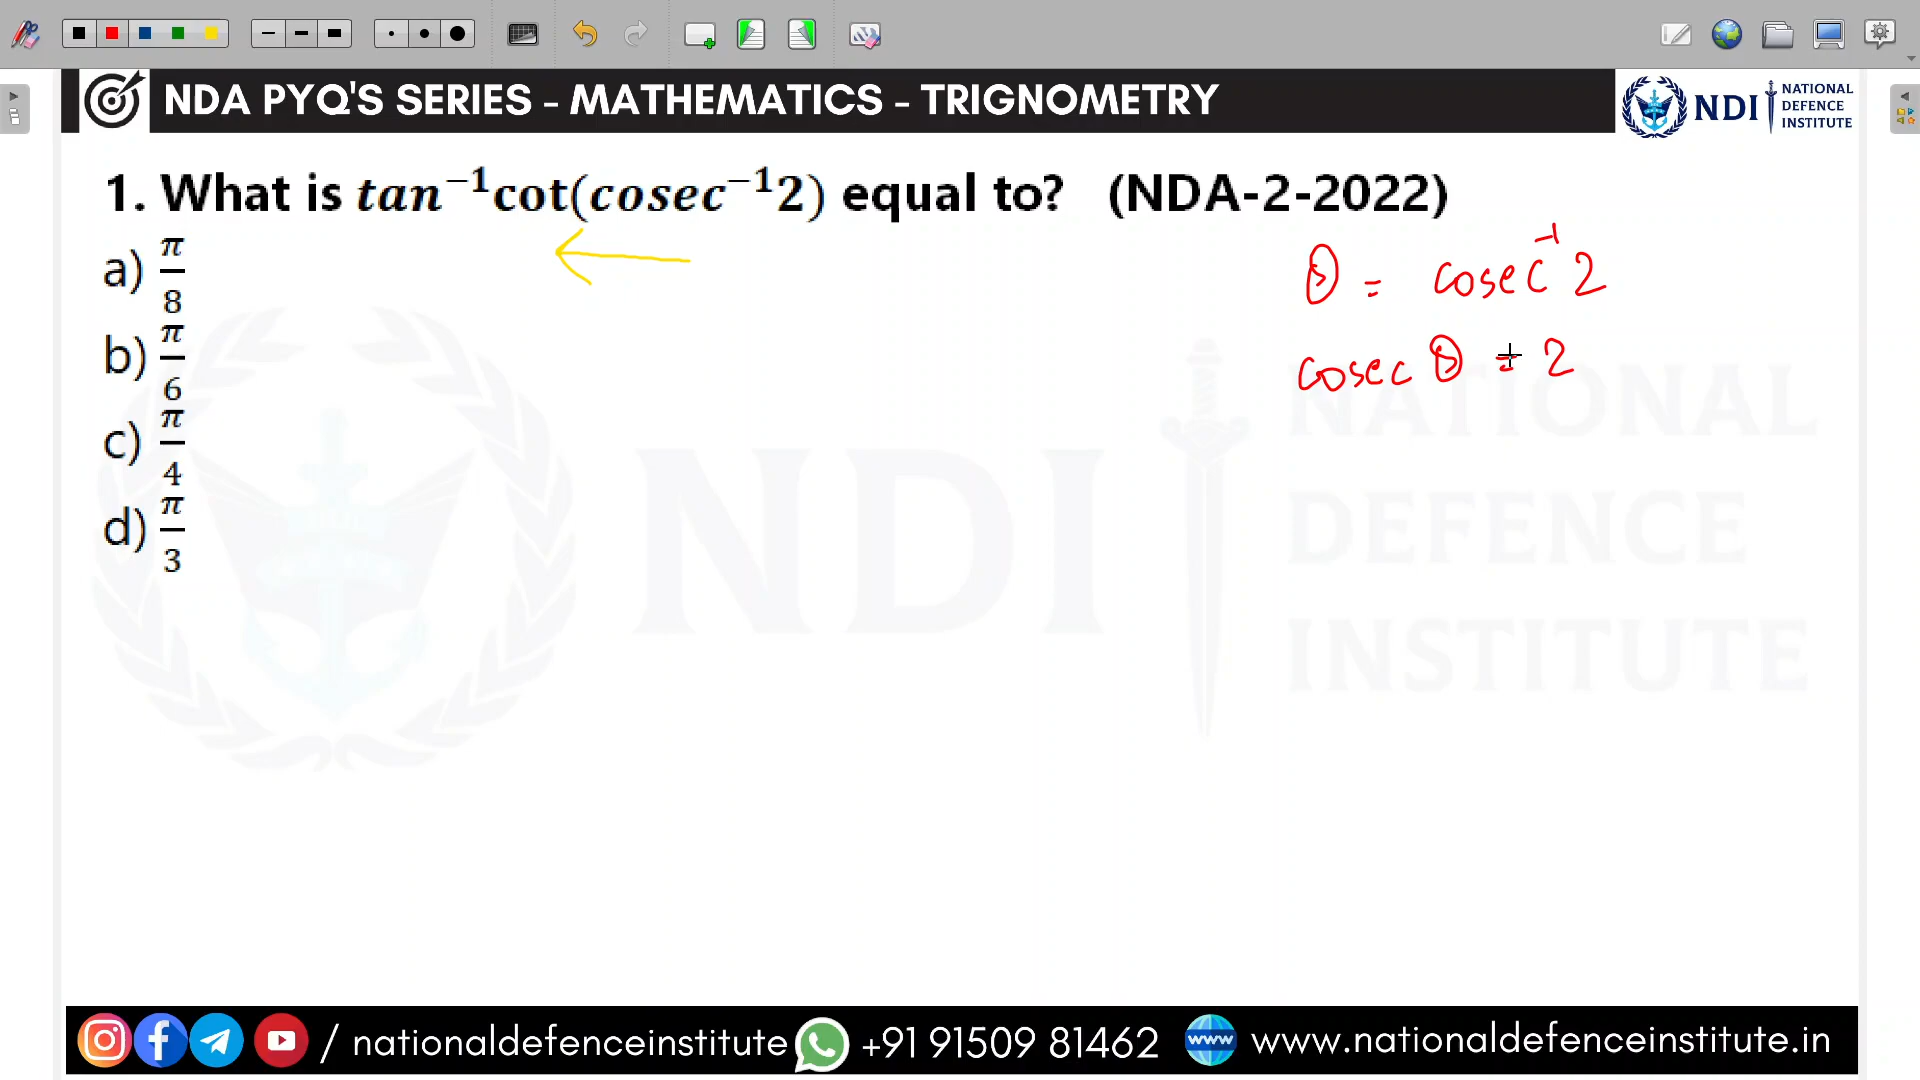 NDA PYQ'S SERIES - MATHEMATICS - TRIGNOMETRY
NDI NATIONAL DEFENCE INSTITUTE
1. What is tan⁻¹cot(cosec⁻¹2) equal to? (NDA-2-2022)
a) π/8
b) π/6
c) π/4
d) π/3
θ = cosec⁻¹ 2
cosec θ = 2
NDI NATIONAL DEFENCE INSTITUTE
/ nationaldefenceinstitute +91 91509 81462 www www.nationaldefenceinstitute.in